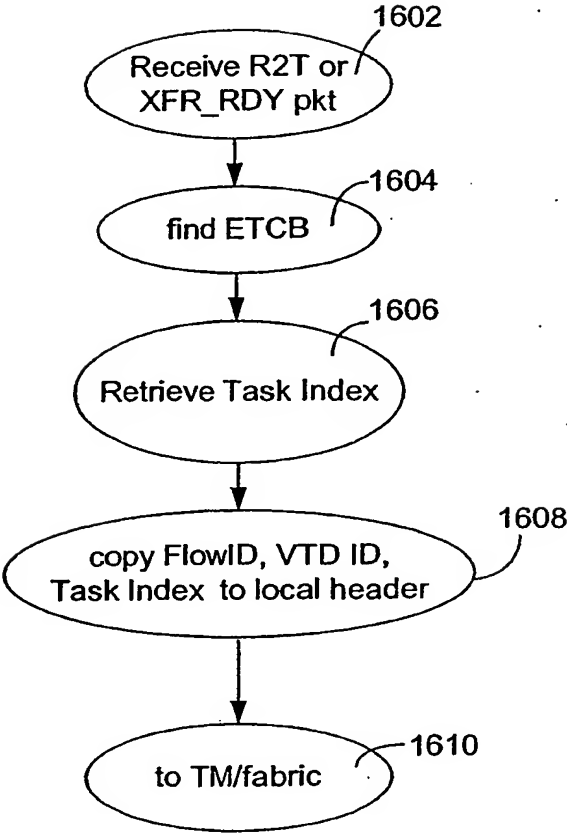 1602
Receive R2T or
XFR_RDY pkt
1604
find ETCB
1606
Retrieve Task Index
1608
copy FlowID, VTD ID,
Task Index to local header
1610
to TM/fabric